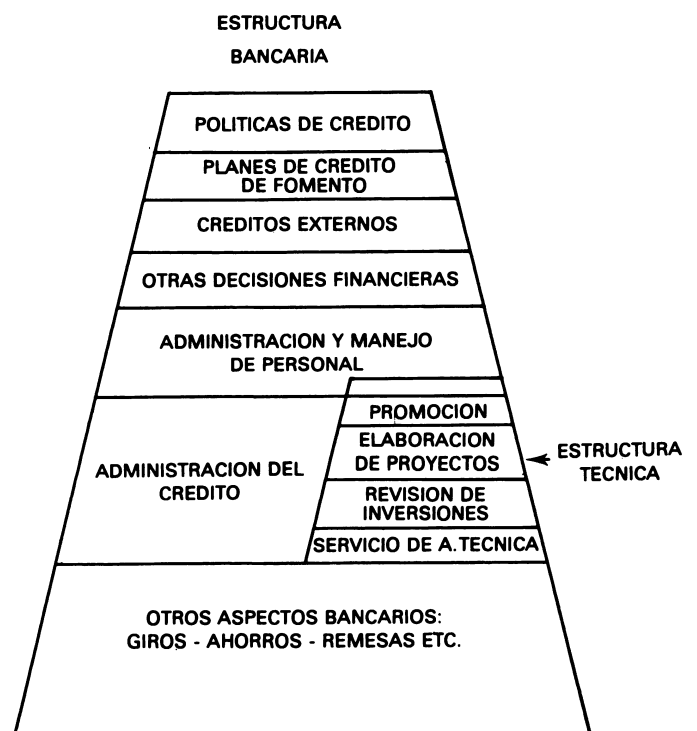 ESTRUCTURA
BANCARIA
POLITICAS DE CREDITO
PLANES DE CREDITO
DE FOMENTO
CREDITOS EXTERNOS
OTRAS DECISIONES FINANCIERAS
ADMINISTRACION Y MANEJO
DE PERSONAL
ADMINISTRACION DEL
CREDITO
PROMOCION
ELABORACION
DE PROYECTOS
REVISION DE
INVERSIONES
SERVICIO DE A.TECNICA
ESTRUCTURA
TECNICA
OTROS ASPECTOS BANCARIOS:
GIROS - AHORROS - REMESAS ETC.